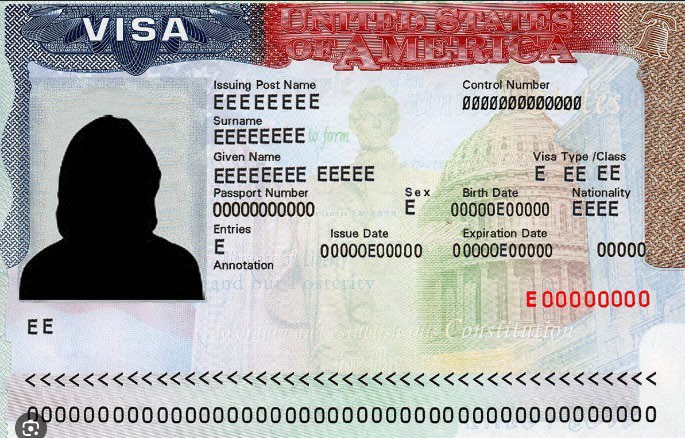 VISA
UNITED STATES
OF AMERICA
Issuing Post Name Control Number
EEEEEEEE 0000000000000
Surname
EEEEEEEE
to form
Given Name Visa Type /Class
EEEEEEEE EEEEE E EE EE
Passport Number Sex Birth Date Nationality
00000000000 E 00000E0000 EEEE
Entries Issue Date Expiration Date
E 00000E00000 00000E00000 00000
Annotation
and our Posterity
E00000000
EE
do ordain and establish this Constitution
<<<<<<<<<<<<<<<<<<<<<<<<<<<<<<<<<<<<<<<<<<<<
00000000000000000000000000000000000000000000